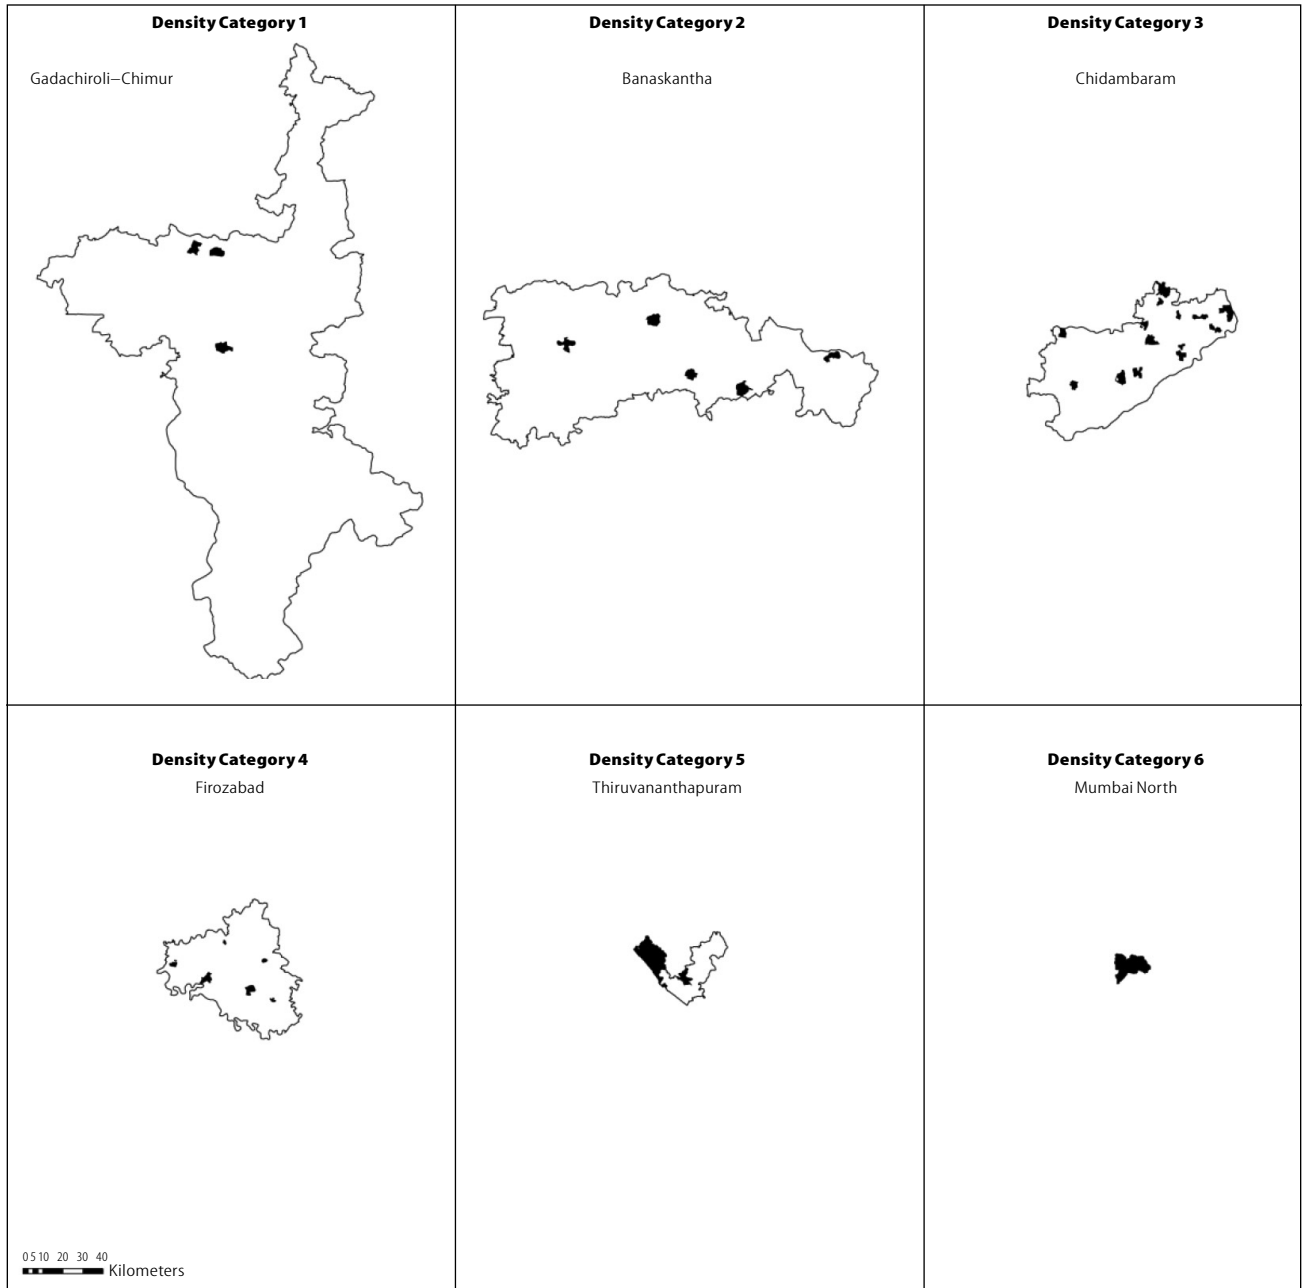 Density Category 1
Density Category 2
Density Category 3
Gadachiroli–Chimur
Banaskantha
Chidambaram
Density Category 4
Density Category 5
Density Category 6
Firozabad
Thiruvananthapuram
Mumbai North
0 5 10 20 30 40
Kilometers